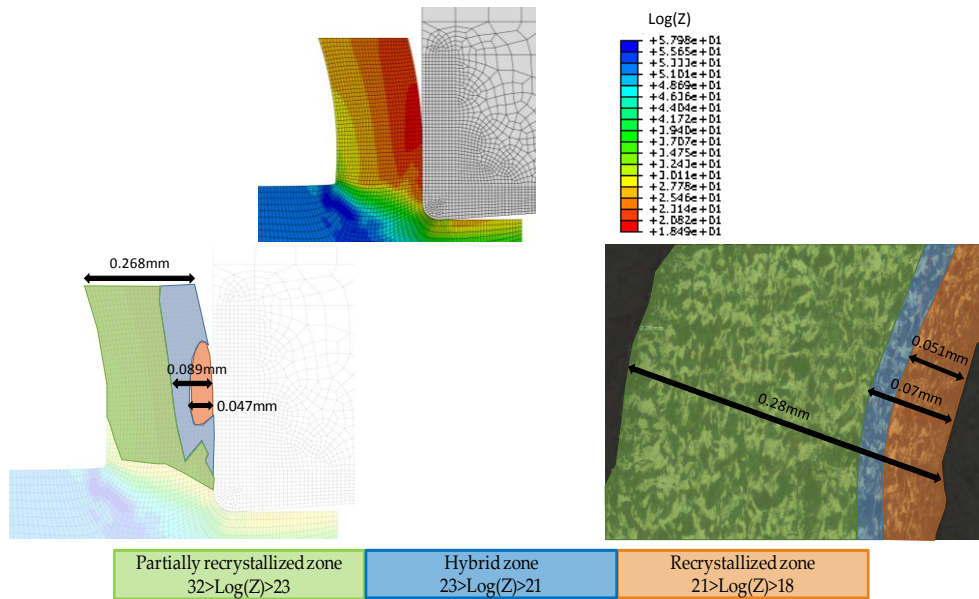 Log(Z)
+5.798e+01
+5.565e+01
+5.333e+01
+5.101e+01
+4.869e+01
+4.636e+01
+4.404e+01
+4.172e+01
+3.940e+01
+3.707e+01
+3.475e+01
+3.243e+01
+3.011e+01
+2.778e+01
+2.546e+01
+2.314e+01
+2.082e+01
+1.849e+01
0.268mm
0.089mm
0.047mm
0.051mm
0.07mm
0.28mm
Partially recrystallized zone
32>Log(Z)>23
Hybrid zone
23>Log(Z)>21
Recrystallized zone
21>Log(Z)>18